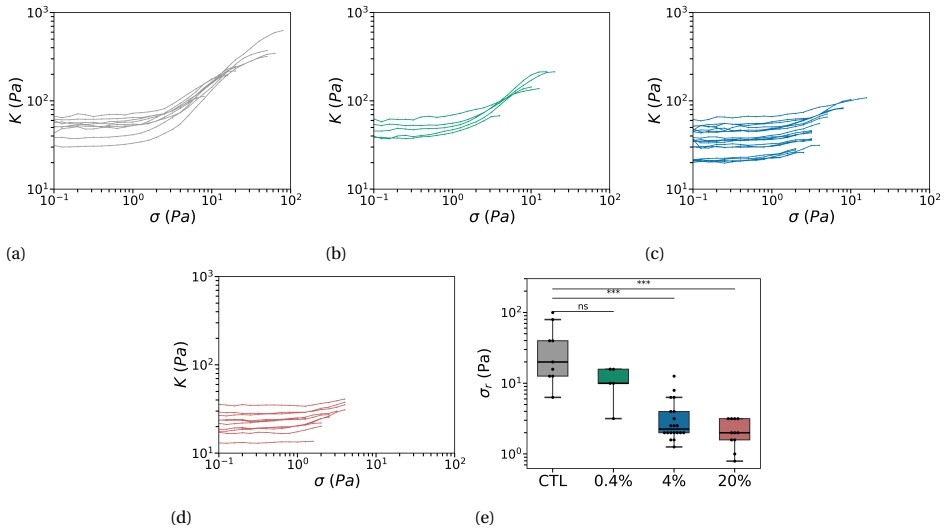 10³
10²
10¹
K (Pa)
10⁻¹ 10⁰ 10¹ 10²
σ (Pa)
(a)
10³
10²
10¹
K (Pa)
10⁻¹ 10⁰ 10¹ 10²
σ (Pa)
(b)
10³
10²
10¹
K (Pa)
10⁻¹ 10⁰ 10¹ 10²
σ (Pa)
(c)
10³
10²
10¹
K (Pa)
10⁻¹ 10⁰ 10¹ 10²
σ (Pa)
(d)
***
***
ns
10²
10¹
10⁰
σᵣ (Pa)
CTL 0.4% 4% 20%
(e)